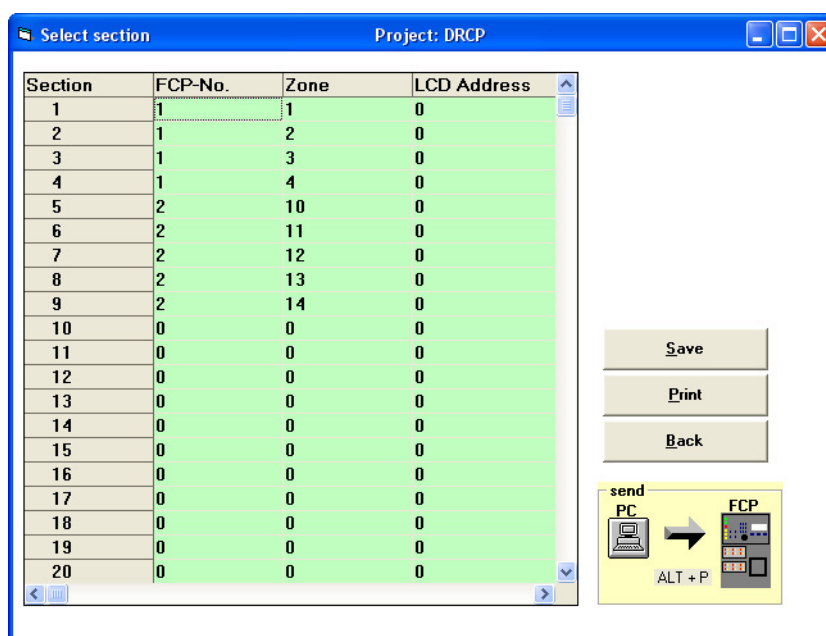 Select section Project: DRCP
Section FCP-No. Zone LCD Address
1 1 1 0
2 1 2 0
3 1 3 0
4 1 4 0
5 2 10 0
6 2 11 0
7 2 12 0
8 2 13 0
9 2 14 0
10 0 0 0
11 0 0 0
12 0 0 0
13 0 0 0
14 0 0 0
15 0 0 0
16 0 0 0
17 0 0 0
18 0 0 0
19 0 0 0
20 0 0 0
Save
Print
Back
send
PC FCP
ALT + P